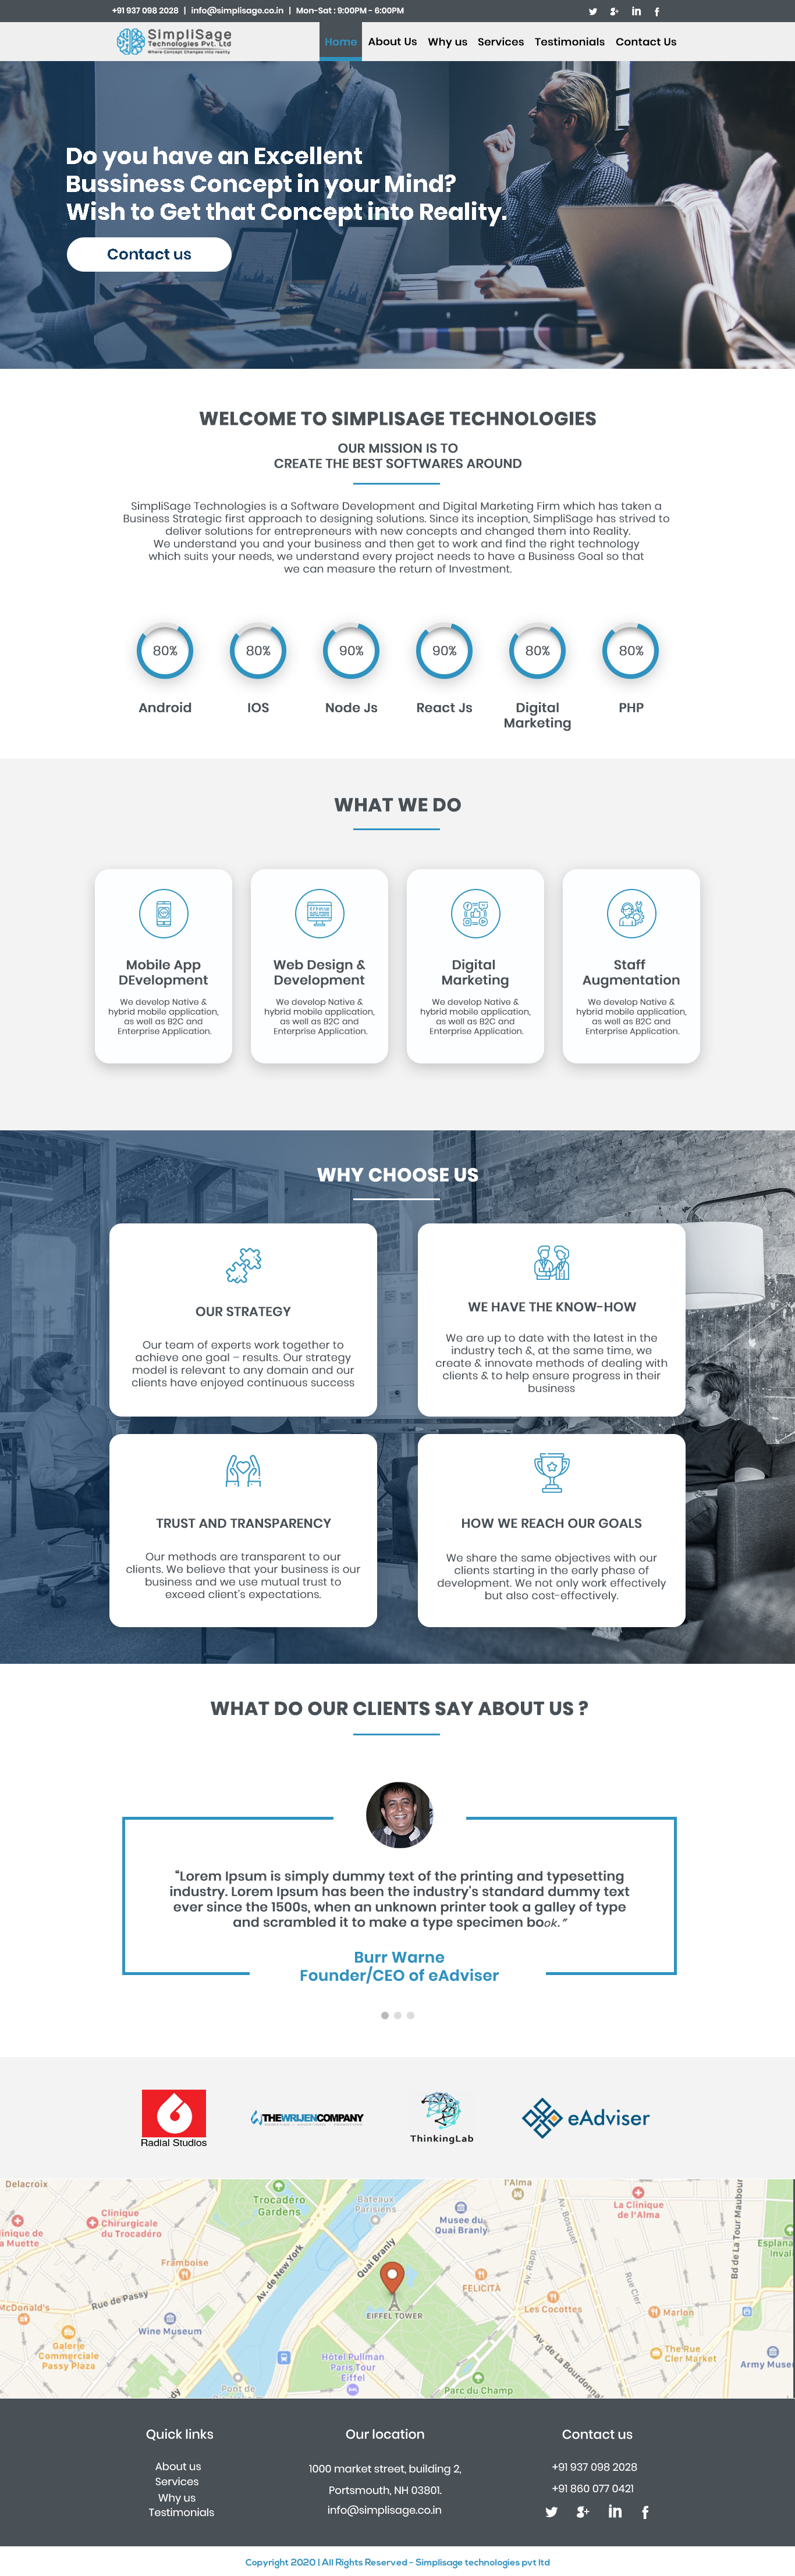 +91 937 098 2028 | info@simplisage.co.in | Mon-Sat : 9:00PM - 6:00PM
SimpliSage
Technologies Pvt. Ltd
Where Concept Changes into reality
Home About Us Why us Services Testimonials Contact Us
Do you have an Excellent
Bussiness Concept in your Mind?
Wish to Get that Concept into Reality.
Contact us
WELCOME TO SIMPLISAGE TECHNOLOGIES
OUR MISSION IS TO
CREATE THE BEST SOFTWARES AROUND
SimpliSage Technologies is a Software Development and Digital Marketing Firm which has taken a
Business Strategic first approach to designing solutions. Since its inception, SimpliSage has strived to
deliver solutions for entrepreneurs with new concepts and changed them into Reality.
We understand you and your business and then get to work and find the right technology
which suits your needs, we understand every project needs to have a Business Goal so that
we can measure the return of Investment.
80% 80% 90% 90% 80% 80%
Android IOS Node Js React Js Digital PHP
Marketing
WHAT WE DO
Mobile App
DEvelopment
We develop Native &
hybrid mobile application,
as well as B2C and
Enterprise Application.
Web Design &
Development
We develop Native &
hybrid mobile application,
as well as B2C and
Enterprise Application.
Digital
Marketing
We develop Native &
hybrid mobile application,
as well as B2C and
Enterprise Application.
Staff
Augmentation
We develop Native &
hybrid mobile application,
as well as B2C and
Enterprise Application.
WHY CHOOSE US
OUR STRATEGY
Our team of experts work together to
achieve one goal – results. Our strategy
model is relevant to any domain and our
clients have enjoyed continuous success
WE HAVE THE KNOW-HOW
We are up to date with the latest in the
industry tech &, at the same time, we
create & innovate methods of dealing with
clients & to help ensure progress in their
business
TRUST AND TRANSPARENCY
Our methods are transparent to our
clients. We believe that your business is our
business and we use mutual trust to
exceed client's expectations.
HOW WE REACH OUR GOALS
We share the same objectives with our
clients starting in the early phase of
development. We not only work effectively
but also cost-effectively.
WHAT DO OUR CLIENTS SAY ABOUT US ?
“Lorem Ipsum is simply dummy text of the printing and typesetting
industry. Lorem Ipsum has been the industry's standard dummy text
ever since the 1500s, when an unknown printer took a galley of type
and scrambled it to make a type specimen book.”
Burr Warne
Founder/CEO of eAdviser
Radial Studios
THEWRIJENCOMPANY
ThinkingLab
eAdviser
Delacroix
Trocadéro
Gardens
Bateaux
Parisiens
l'Alma
Clinique
Chirurgicale
du Trocadéro
Musée du
Quai Branly
Av. Bosquet
La Clinique
de l'Alma
Bd de La Tour Maubour
inique de
a Muette
Esplana
Inval
Framboise
Av. de New York
Quai Branly
Av. Rapp
Rue Cler
FELICITÀ
McDonald's
Rue de Passy
Wine Museum
EIFFEL TOWER
Les Cocottes
Marlon
Galerie
Commerciale
Passy Plaza
Hôtel Pullman
Paris Tour
Eiffel
Av. de La Bourdonna
The Rue
Cler Market
Army Muse
Pont de
Parc du Champ
Quick links
About us
Services
Why us
Testimonials
Our location
1000 market street, building 2,
Portsmouth, NH 03801.
info@simplisage.co.in
Contact us
+91 937 098 2028
+91 860 077 0421
Copyright 2020 | All Rights Reserved - Simplisage technologies pvt ltd